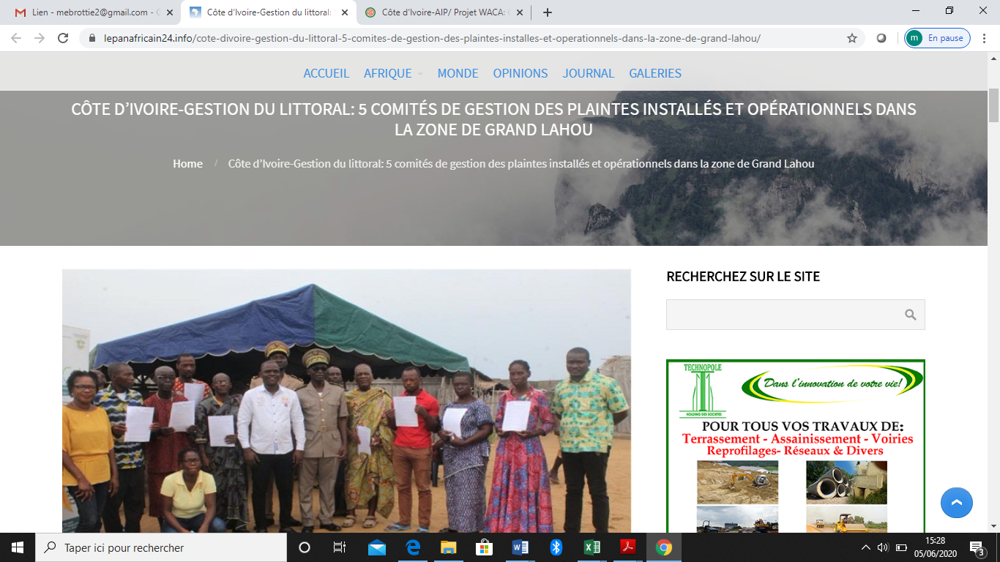 Lien - mebrottie2@gmail.com - G
Côte d'Ivoire-Gestion du littoral:
Côte d'Ivoire-AIP/ Projet WACA:
lepanafricain24.info/cote-divoire-gestion-du-littoral-5-comites-de-gestion-des-plaintes-installes-et-operationnels-dans-la-zone-de-grand-lahou/
m En pause
ACCUEIL AFRIQUE MONDE OPINIONS JOURNAL GALERIES
CÔTE D’IVOIRE-GESTION DU LITTORAL: 5 COMITÉS DE GESTION DES PLAINTES INSTALLÉS ET OPÉRATIONNELS DANS
LA ZONE DE GRAND LAHOU
Home / Côte d’Ivoire-Gestion du littoral: 5 comités de gestion des plaintes installés et opérationnels dans la zone de Grand Lahou
RECHERCHEZ SUR LE SITE
TECHNOPOLE
HOLDING DES SOCIETES
Dans l'innovation de votre vie!
POUR TOUS VOS TRAVAUX DE:
Terrassement - Assainissement - Voiries
Reprofilages- Réseaux & Divers
Taper ici pour rechercher
15:28
05/06/2020
3